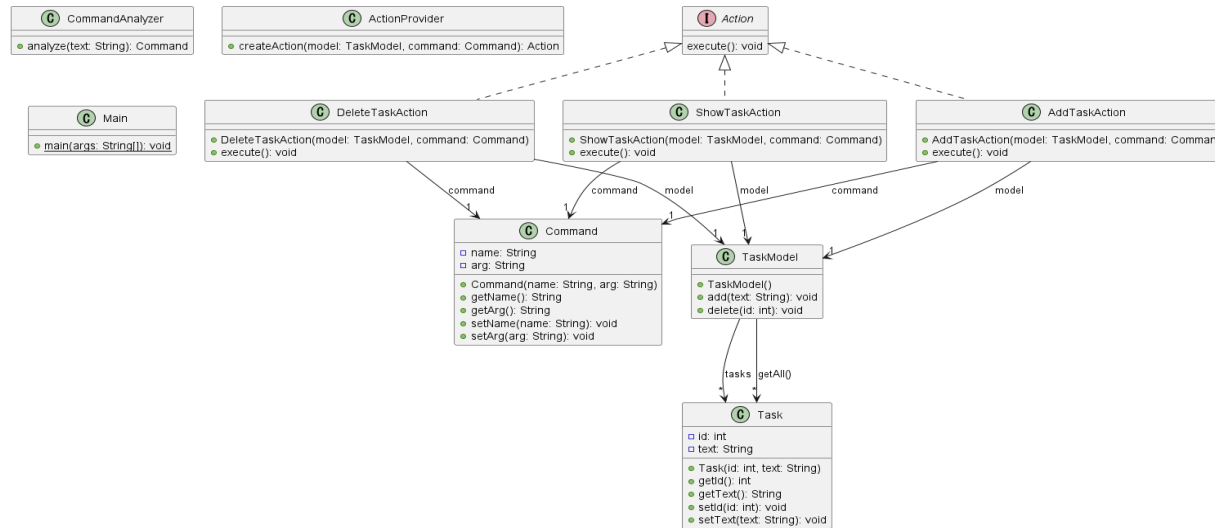 C CommandAnalyzer
analyze(text: String): Command
C ActionProvider
createAction(model: TaskModel, command: Command): Action
I Action
execute(): void
C Main
main(args: String[]): void
C DeleteTaskAction
DeleteTaskAction(model: TaskModel, command: Command)
execute(): void
C ShowTaskAction
ShowTaskAction(model: TaskModel, command: Command)
execute(): void
C AddTaskAction
AddTaskAction(model: TaskModel, command: Comman
execute(): void
command
model
command
model
command
model
1
1
1
1
1
1
C Command
name: String
arg: String
Command(name: String, arg: String)
getName(): String
getArg(): String
setName(name: String): void
setArg(arg: String): void
C TaskModel
TaskModel()
add(text: String): void
delete(id: int): void
tasks
getAll()
*
*
C Task
id: int
text: String
Task(id: int, text: String)
getId(): int
getText(): String
setId(id: int): void
setText(text: String): void